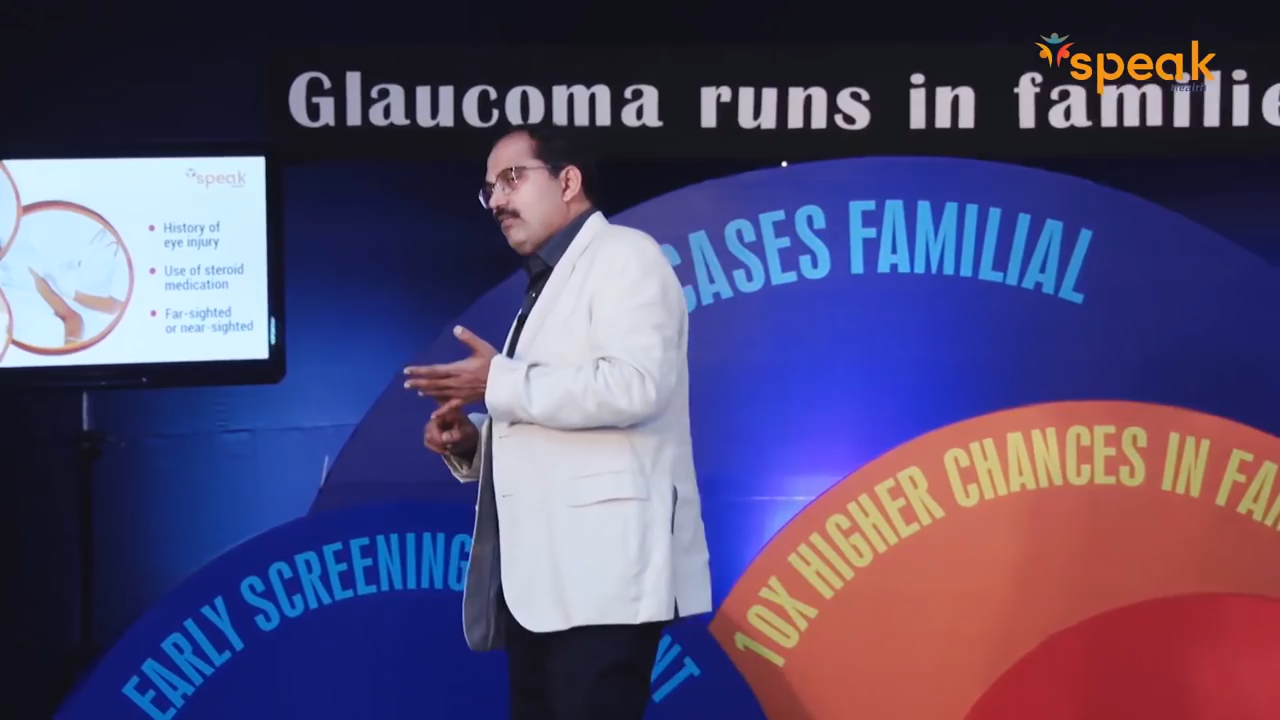 speak
health
Glaucoma runs in familie
speak
History of
eye injury
Use of steroid
medication
Far-sighted
or near-sighted
CASES FAMILIAL
10X HIGHER CHANCES IN FA
EARLY SCREENING
NT